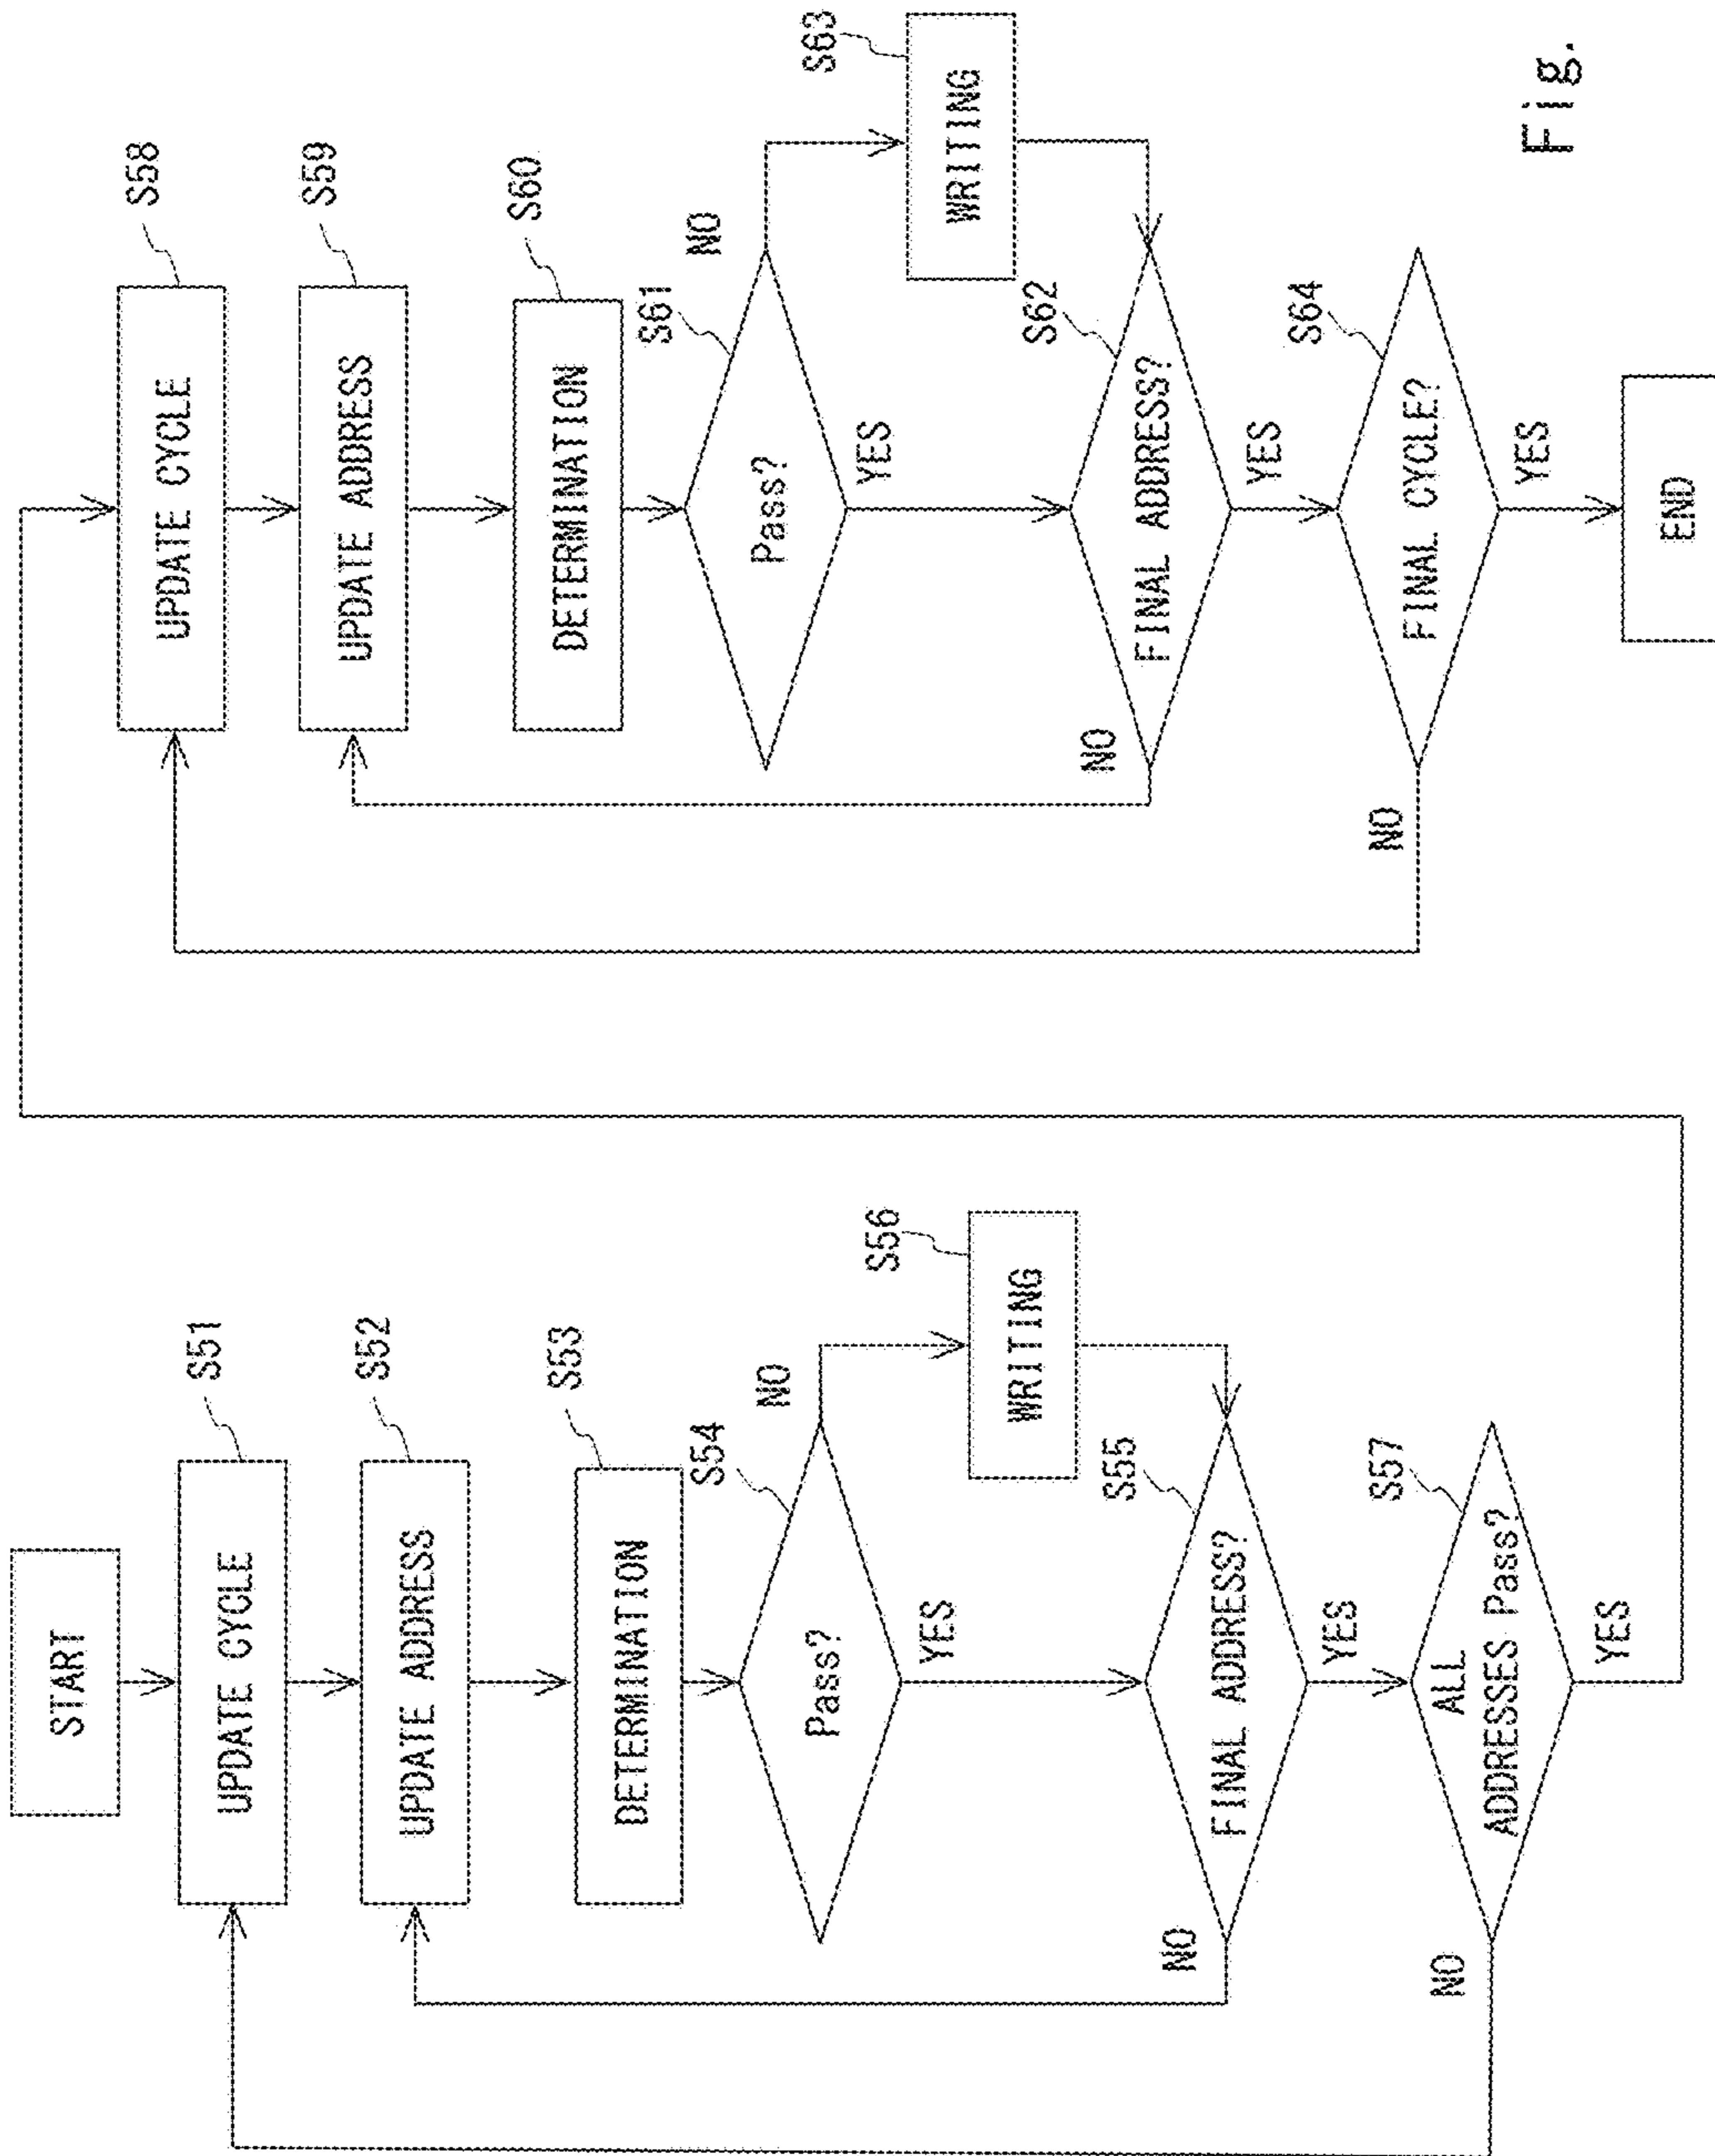 START
UPDATE CYCLE
S51
UPDATE ADDRESS
S52
DETERMINATION
S53
Pass?
S54
NO
YES
WRITING
S56
FINAL ADDRESS?
S55
NO
YES
ALL
ADDRESSES Pass?
S57
NO
YES
UPDATE CYCLE
S58
UPDATE ADDRESS
S59
DETERMINATION
S60
Pass?
S61
NO
YES
WRITING
S63
FINAL ADDRESS?
S62
NO
YES
FINAL CYCLE?
S64
NO
YES
END
Fig.